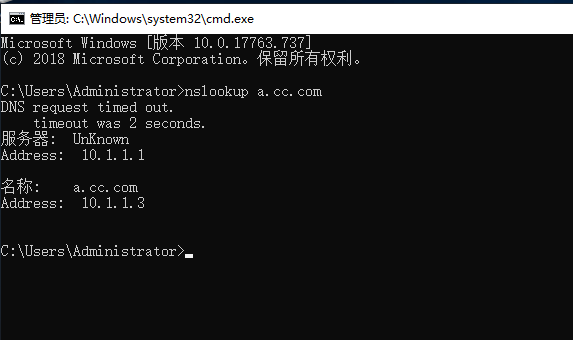 管理员: C:\Windows\system32\cmd.exe
Microsoft Windows [版本 10.0.17763.737]
(c) 2018 Microsoft Corporation。保留所有权利。
C:\Users\Administrator>nslookup a.cc.com
DNS request timed out.
    timeout was 2 seconds.
服务器:  UnKnown
Address:  10.1.1.1
名称:    a.cc.com
Address:  10.1.1.3
C:\Users\Administrator>